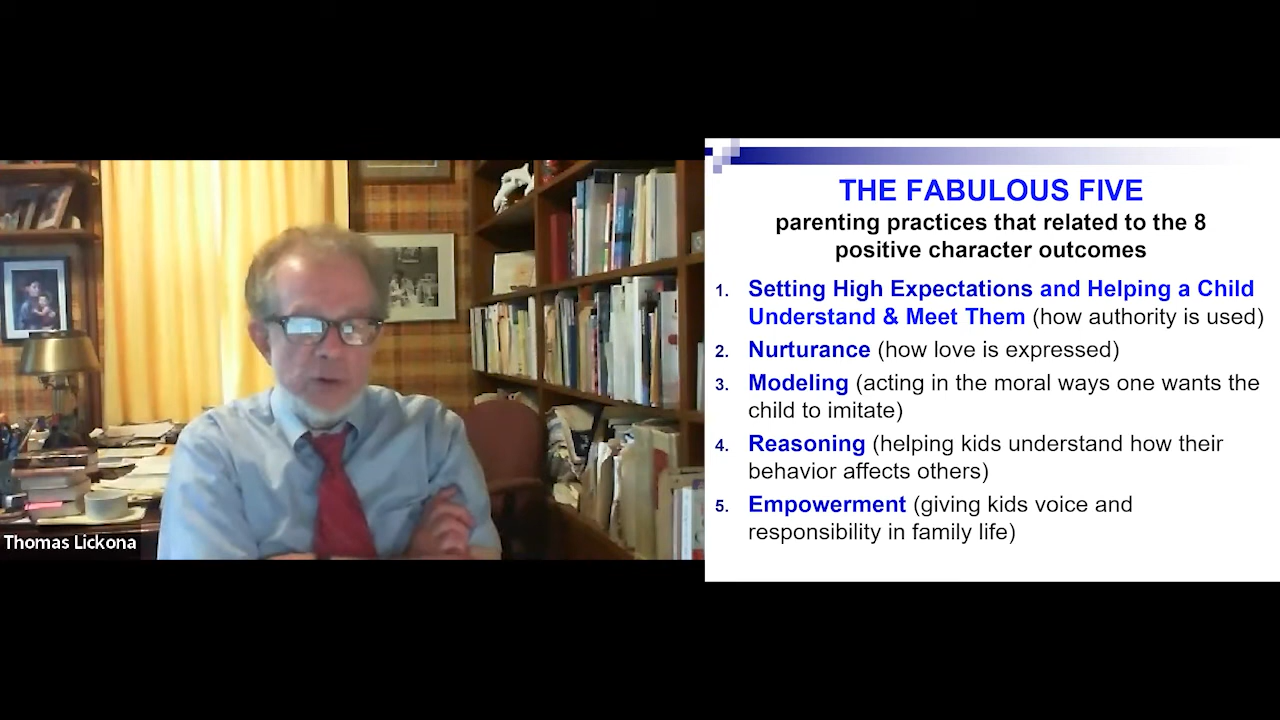 Thomas Lickona
THE FABULOUS FIVE
parenting practices that related to the 8
positive character outcomes
1. Setting High Expectations and Helping a Child
Understand & Meet Them (how authority is used)
2. Nurturance (how love is expressed)
3. Modeling (acting in the moral ways one wants the
child to imitate)
4. Reasoning (helping kids understand how their
behavior affects others)
5. Empowerment (giving kids voice and
responsibility in family life)